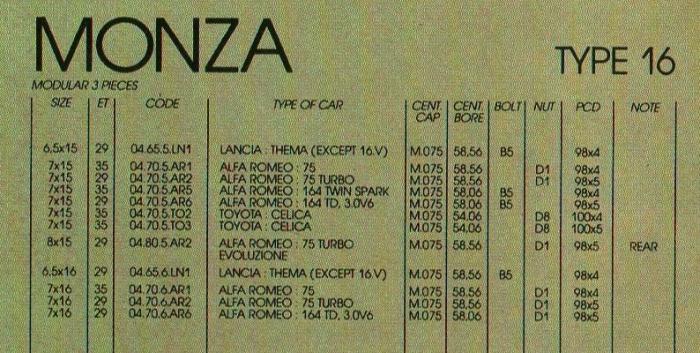 MONZA
TYPE 16
MODULAR 3 PIECES
SIZE ET CODE TYPE OF CAR CENT. CAP CENT. BORE BOLT NUT PCD NOTE
6,5x15 29 04.65.5.LN1 LANCIA : THEMA (EXCEPT 16.V) M.075 58,56 B5 98x4
7x15 35 04.70.5.AR1 ALFA ROMEO : 75 M.075 58,56 D1 98x4
7x15 29 04.70.5.AR2 ALFA ROMEO : 75 TURBO M.075 58,56 D1 98x5
7x15 35 04.70.5.AR5 ALFA ROMEO : 164 TWIN SPARK M.075 58,06 B5 98x4
7x15 29 04.70.5.AR6 ALFA ROMEO : 164 TD, 3.0V6 M.075 58,06 B5 98x5
7x15 35 04.70.5.TO2 TOYOTA : CELICA M.075 54,06 D8 100x4
7x15 35 04.70.5.TO3 TOYOTA : CELICA M.075 54,06 D8 100x5
8x15 29 04.80.5.AR2 ALFA ROMEO : 75 TURBO M.075 58,56 D1 98x5 REAR
EVOLUZIONE
6,5x16 29 04.65.6.LN1 LANCIA : THEMA (EXCEPT 16.V) M.075 58,56 B5 98x4
7x16 35 04.70.6.AR1 ALFA ROMEO : 75 M.075 58,56 D1 98x4
7x16 29 04.70.6.AR2 ALFA ROMEO : 75 TURBO M.075 58,56 D1 98x5
7x16 29 04.70.6.AR6 ALFA ROMEO : 164 TD, 3.0V6 M.075 58,06 D1 98x5